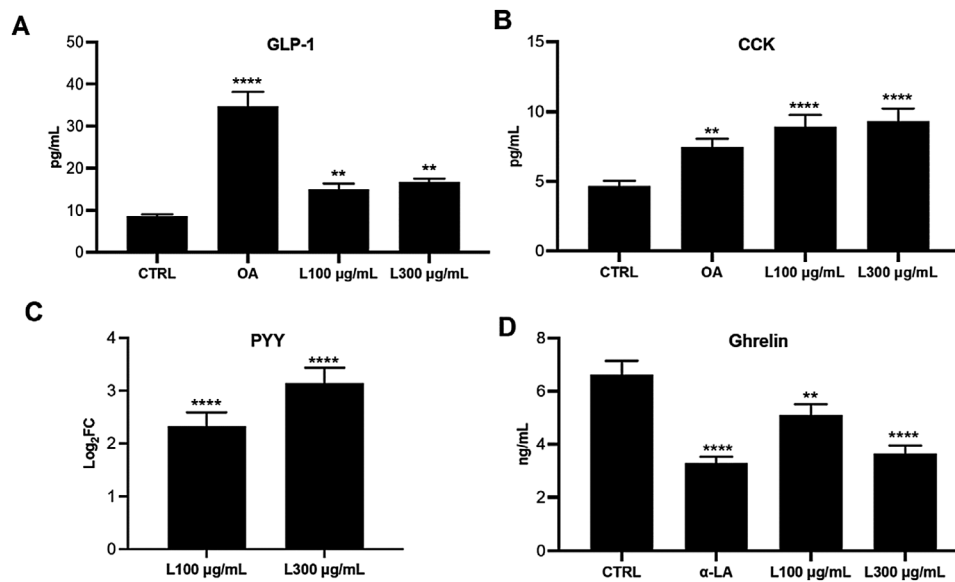 A
GLP-1
pg/mL
50
40
30
20
10
0
****
**
**
CTRL
OA
L100 µg/mL
L300 µg/mL
B
CCK
pg/mL
15
10
5
0
**
****
****
CTRL
OA
L100 µg/mL
L300 µg/mL
C
PYY
Log₂FC
4
3
2
1
0
****
****
L100 µg/mL
L300 µg/mL
D
Ghrelin
ng/mL
8
6
4
2
0
****
**
****
CTRL
α-LA
L100 µg/mL
L300 µg/mL